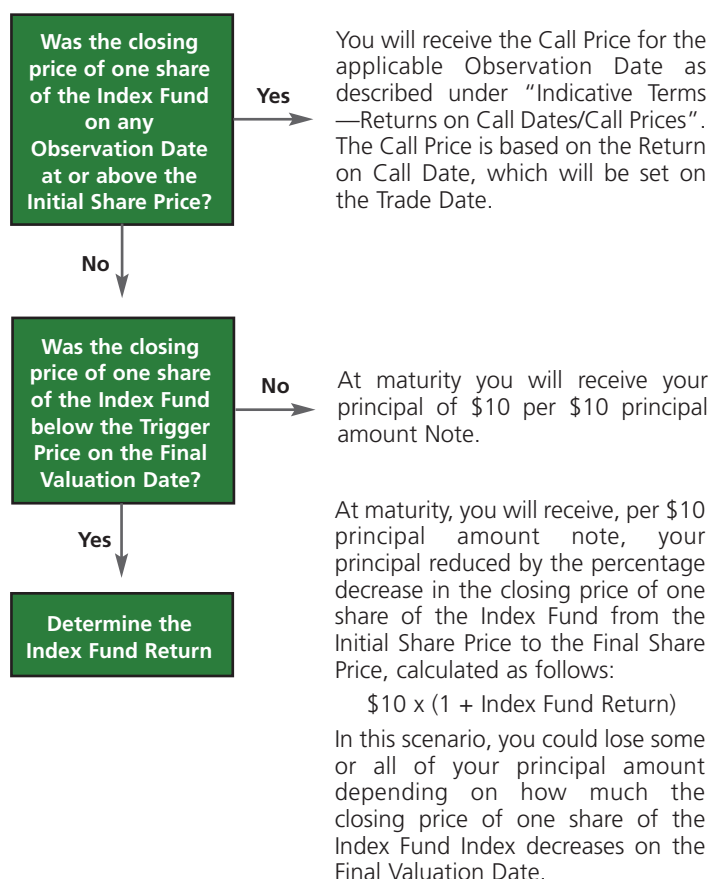 Was the closing
price of one share
of the Index Fund
on any
Observation Date
at or above the
Initial Share Price?
Yes
You will receive the Call Price for the
applicable Observation Date as
described under “Indicative Terms
—Returns on Call Dates/Call Prices”.
The Call Price is based on the Return
on Call Date, which will be set on
the Trade Date.
No
Was the closing
price of one share
of the Index Fund
below the Trigger
Price on the Final
Valuation Date?
No
At maturity you will receive your
principal of $10 per $10 principal
amount Note.
Yes
Determine the
Index Fund Return
At maturity, you will receive, per $10
principal amount note, your
principal reduced by the percentage
decrease in the closing price of one
share of the Index Fund from the
Initial Share Price to the Final Share
Price, calculated as follows:
$10 x (1 + Index Fund Return)
In this scenario, you could lose some
or all of your principal amount
depending on how much the
closing price of one share of the
Index Fund Index decreases on the
Final Valuation Date.